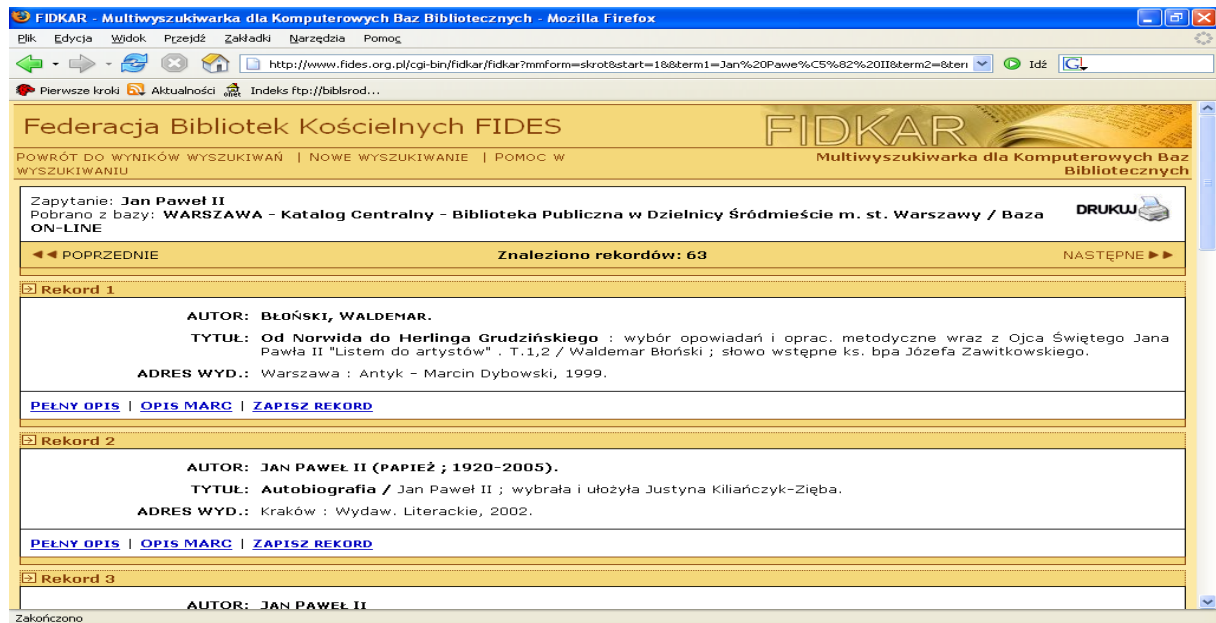 FIDKAR - Multiwyszukiwarka dla Komputerowych Baz Bibliotecznych - Mozilla Firefox
Plik Edycja Widok Przejdź Zakładki Narzędzia Pomoc
http://www.fides.org.pl/cgi-bin/fidkar/fidkar?mmform=skrot&start=1&&term1=Jan%20Pawe%C5%82%20II&term2=&teri Idź G
Pierwsze kroki Aktualności onet Indeks ftp://biblsrod...
Federacja Bibliotek Kościelnych FIDES
FIDKAR
POWRÓT DO WYNIKÓW WYSZUKIWAŃ | NOWE WYSZUKIWANIE | POMOC W
WYSZUKIWANIU
Multiwyszukiwarka dla Komputerowych Baz
Bibliotecznych
Zapytanie: Jan Paweł II
Pobrano z bazy: WARSZAWA - Katalog Centralny - Biblioteka Publiczna w Dzielnicy Śródmieście m. st. Warszawy / Baza
ON-LINE
DRUKUJ
POPRZEDNIE Znaleziono rekordów: 63 NASTĘPNE
Rekord 1
AUTOR: BŁOŃSKI, WALDEMAR.
TYTUŁ: Od Norwida do Herlinga Grudzińskiego : wybór opowiadań i oprac. metodyczne wraz z Ojca Świętego Jana
Pawła II "Listem do artystów" . T.1,2 / Waldemar Błoński ; słowo wstępne ks. bpa Józefa Zawitkowskiego.
ADRES WYD.: Warszawa : Antyk - Marcin Dybowski, 1999.
PEŁNY OPIS | OPIS MARC | ZAPISZ REKORD
Rekord 2
AUTOR: JAN PAWEŁ II (PAPIEŻ ; 1920-2005).
TYTUŁ: Autobiografia / Jan Paweł II ; wybrała i ułożyła Justyna Kiliańczyk-Zięba.
ADRES WYD.: Kraków : Wydaw. Literackie, 2002.
PEŁNY OPIS | OPIS MARC | ZAPISZ REKORD
Rekord 3
AUTOR: JAN PAWEŁ II
Zakończono